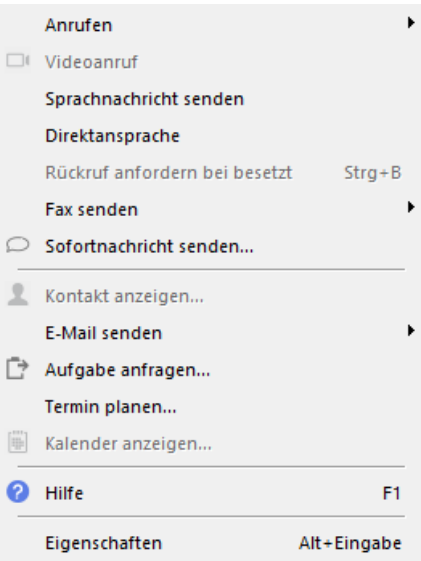 Anrufen
Videoanruf
Sprachnachricht senden
Direktansprache
Rückruf anfordern bei besetzt Strg+B
Fax senden
Sofortnachricht senden...
Kontakt anzeigen...
E-Mail senden
Aufgabe anfragen...
Termin planen...
Kalender anzeigen...
Hilfe F1
Eigenschaften Alt+Eingabe